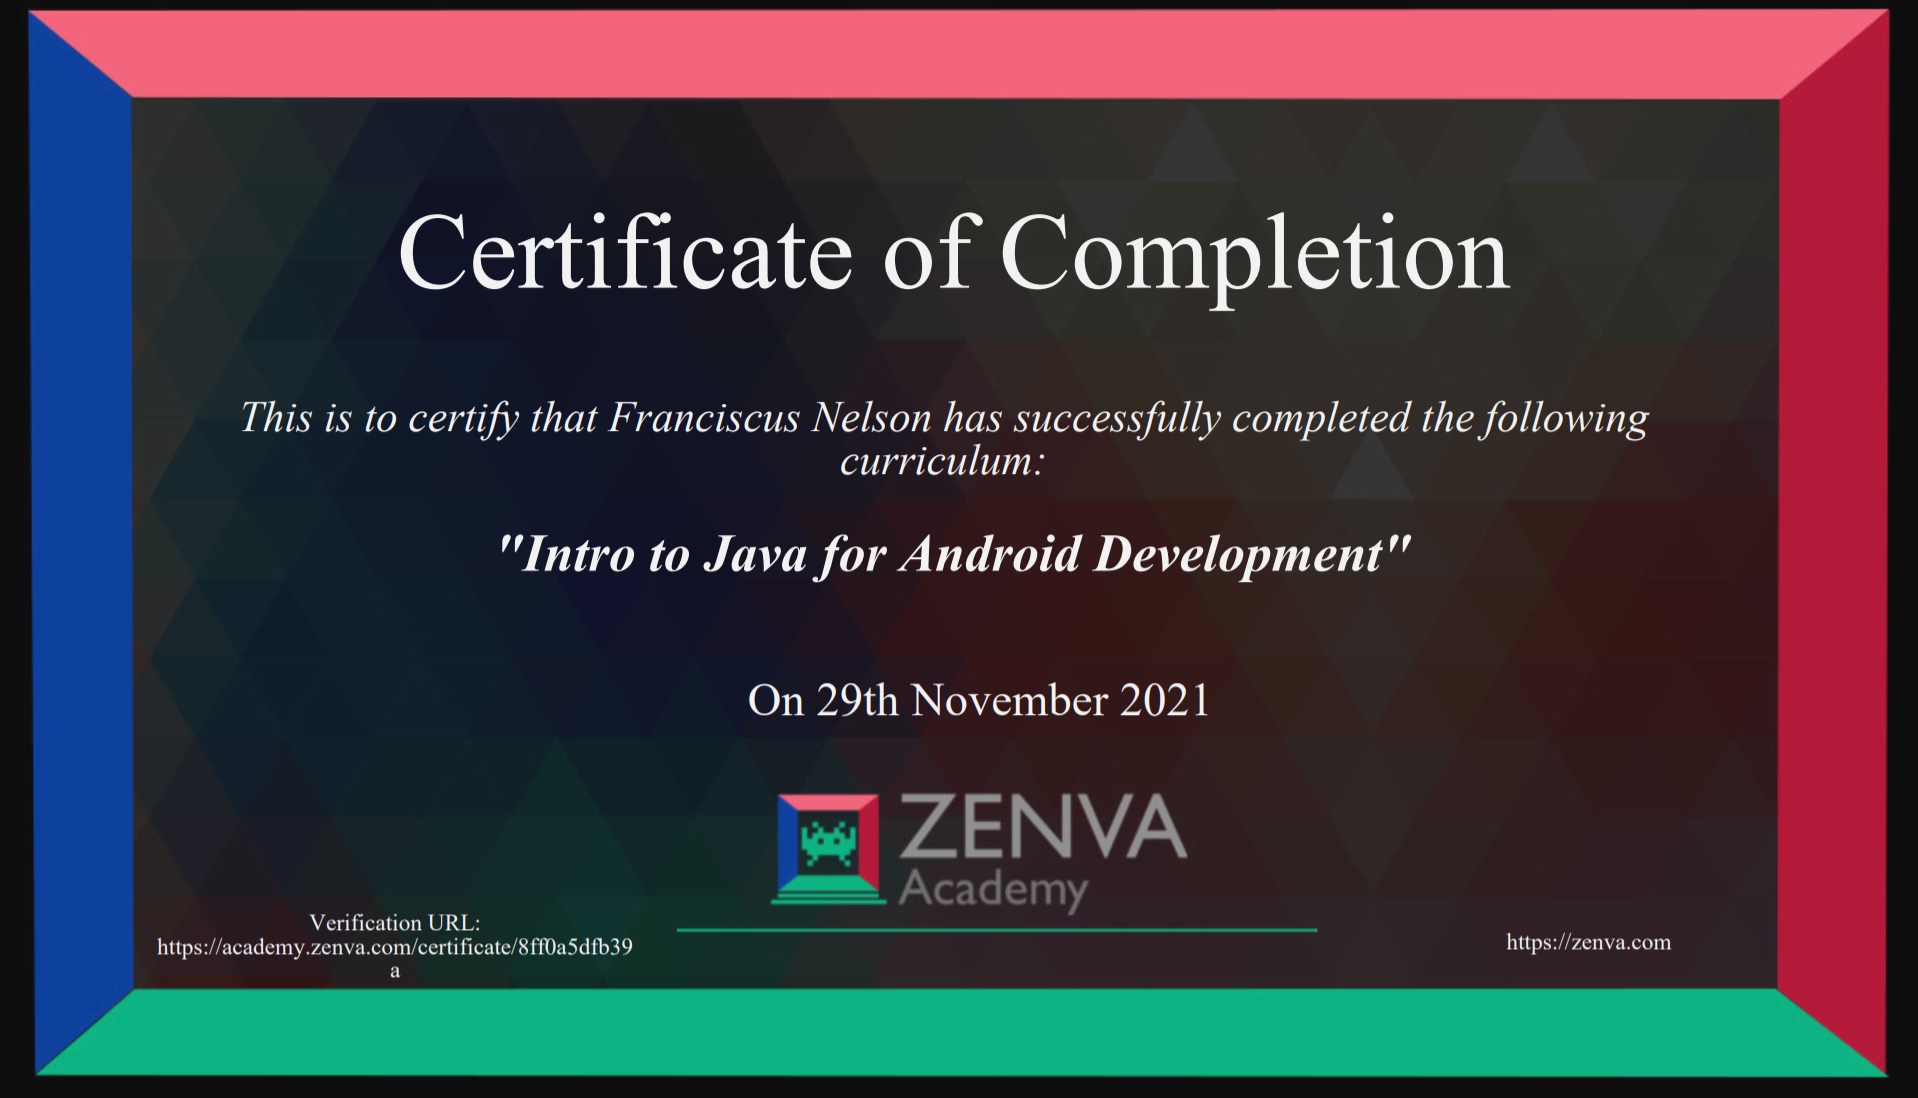 Certificate of Completion
This is to certify that Franciscus Nelson has successfully completed the following
curriculum:
"Intro to Java for Android Development"
On 29th November 2021
ZENVA
Academy
Verification URL:
https://academy.zenva.com/certificate/8ff0a5dfb39
a
https://zenva.com